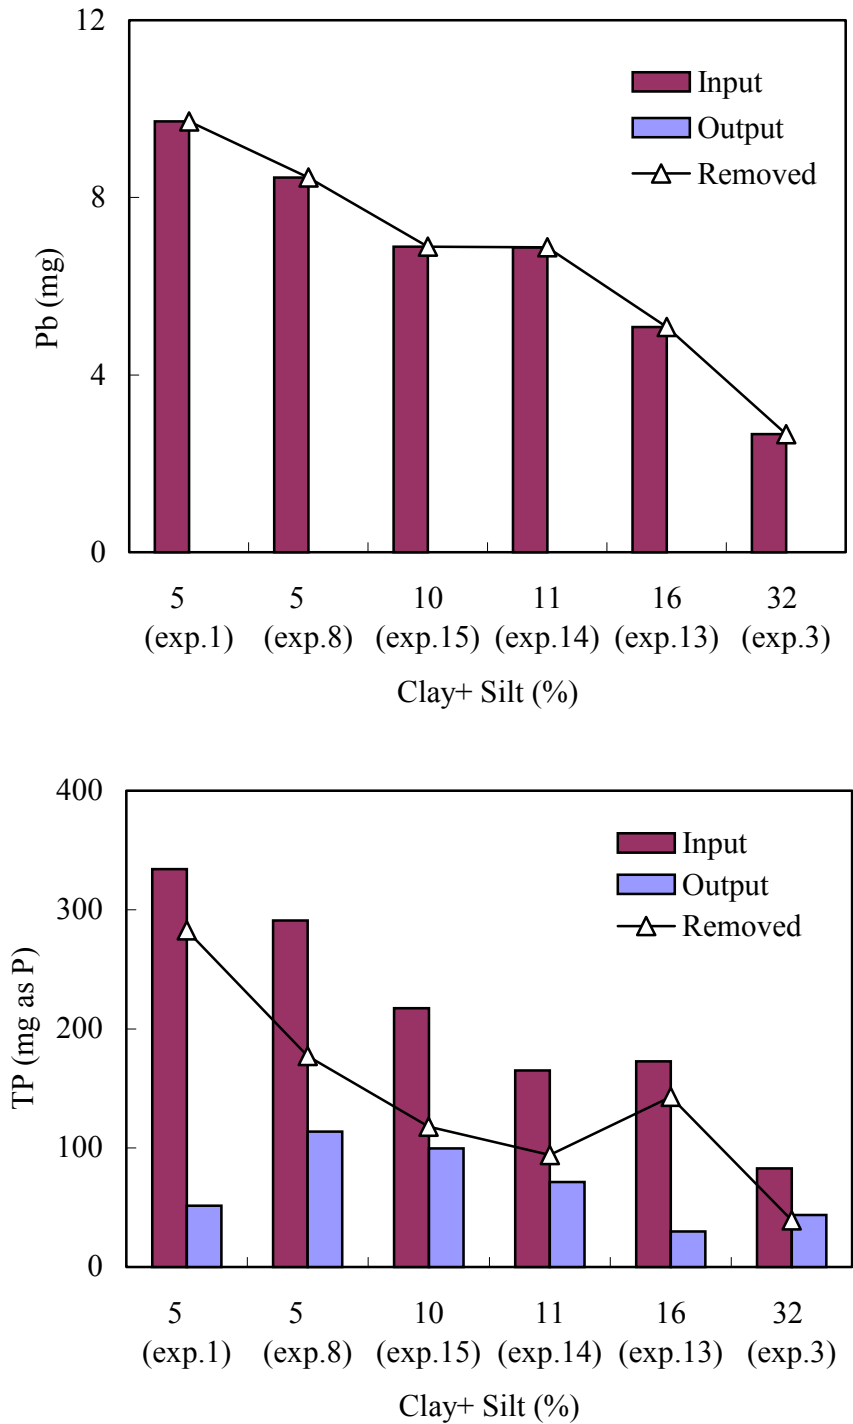 12
8
4
0
Pb (mg)
Input
Output
Removed
5 5 10 11 16 32
(exp.1) (exp.8) (exp.15) (exp.14) (exp.13) (exp.3)
Clay+ Silt (%)
400
300
200
100
0
TP (mg as P)
Input
Output
Removed
5 5 10 11 16 32
(exp.1) (exp.8) (exp.15) (exp.14) (exp.13) (exp.3)
Clay+ Silt (%)